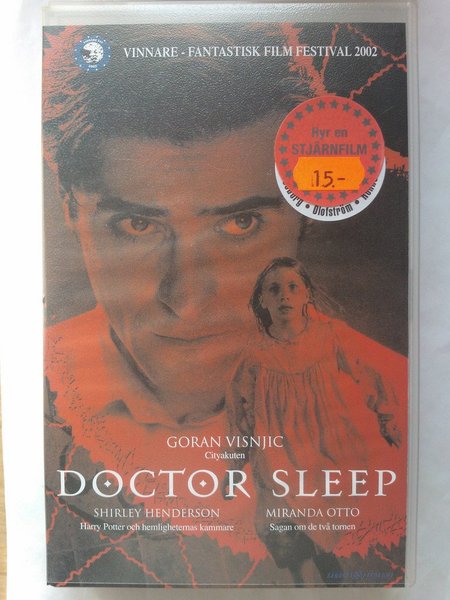 VINNARE - FANTASTISK FILM FESTIVAL 2002
Hyr en
STJÄRNFILM
15.-
Olofström
GORAN VISNJIC
Cityakuten
DOCTOR SLEEP
SHIRLEY HENDERSON
MIRANDA OTTO
Harry Potter och hemligheternas kammare
Sagan om de två tornen